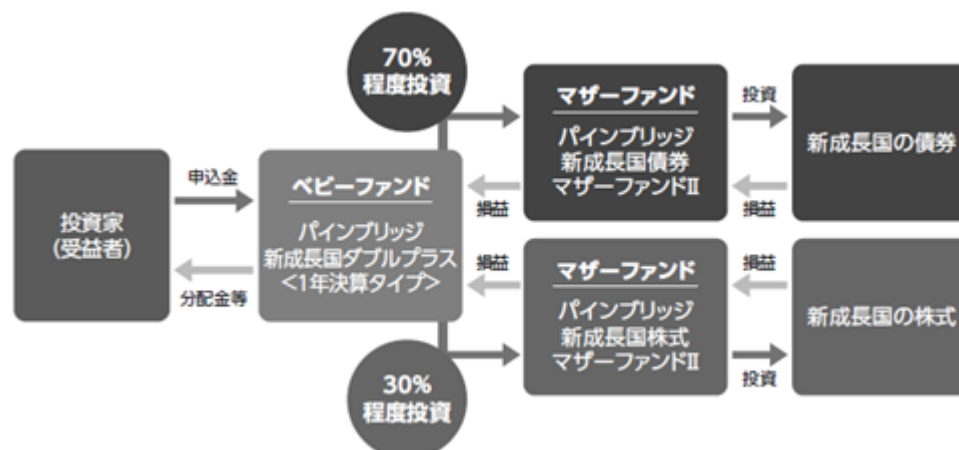 70%
程度投資
投資家
(受益者)
申込金
分配金等
ベビーファンド
パインブリッジ
新成長国ダブルプラス
<1年決算タイプ>
マザーファンド
パインブリッジ
新成長国債券
マザーファンドⅡ
投資
損益
損益
新成長国の債券
マザーファンド
パインブリッジ
新成長国株式
マザーファンドⅡ
損益
損益
投資
新成長国の株式
30%
程度投資